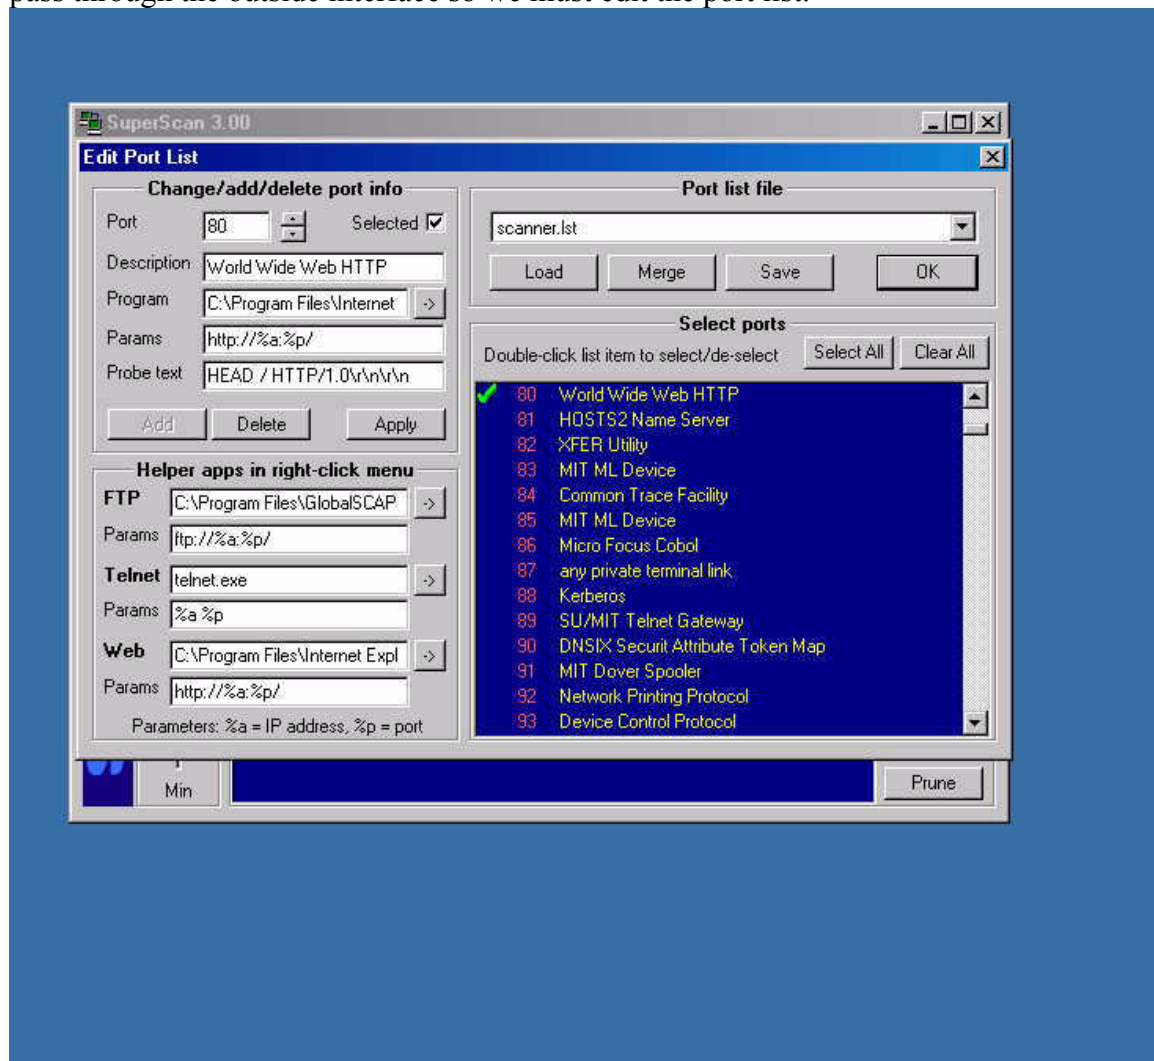 pass through the outside interface so we must edit the port list.
SuperScan 3.00
Edit Port List
Change/add/delete port info
Port 80 Selected
Description World Wide Web HTTP
Program C:\Program Files\Internet ->
Params http://%a:%p/
Probe text HEAD / HTTP/1.0\r\n\r\n
Add Delete Apply
Helper apps in right-click menu
FTP C:\Program Files\GlobalSCAP ->
Params ftp://%a:%p/
Telnet telnet.exe ->
Params %a %p
Web C:\Program Files\Internet Expl ->
Params http://%a:%p/
Parameters: %a = IP address, %p = port
Port list file
scanner.lst
Load Merge Save OK
Select ports
Double-click list item to select/de-select Select All Clear All
80 World Wide Web HTTP
81 HOSTS2 Name Server
82 XFER Utility
83 MIT ML Device
84 Common Trace Facility
85 MIT ML Device
86 Micro Focus Cobol
87 any private terminal link
88 Kerberos
89 SU/MIT Telnet Gateway
90 DNSIX Securit Attribute Token Map
91 MIT Dover Spooler
92 Network Printing Protocol
93 Device Control Protocol
Min
Prune